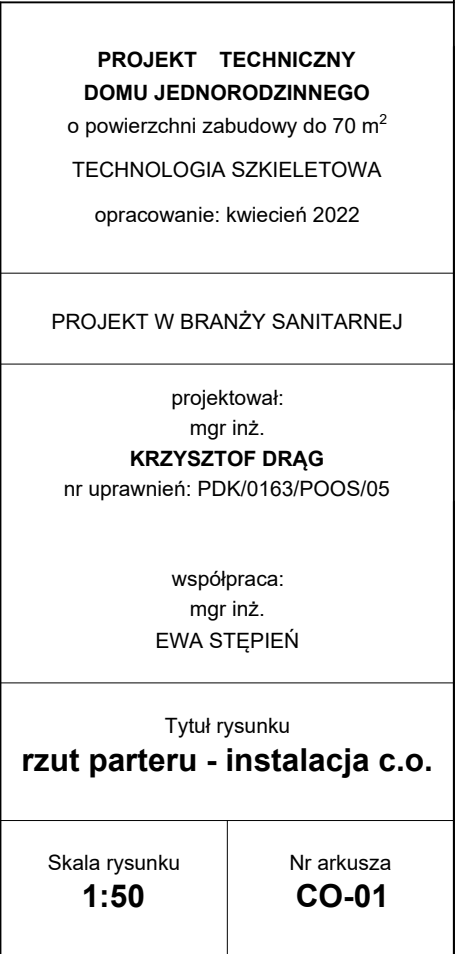 PROJEKT TECHNICZNY
DOMU JEDNORODZINNEGO
o powierzchni zabudowy do 70 m²
TECHNOLOGIA SZKIELETOWA
opracowanie: kwiecień 2022
PROJEKT W BRANŻY SANITARNEJ
projektował:
mgr inż.
KRZYSZTOF DRĄG
nr uprawnień: PDK/0163/POOS/05
współpraca:
mgr inż.
EWA STĘPIEŃ
Tytuł rysunku
rzut parteru - instalacja c.o.
Skala rysunku
1:50
Nr arkusza
CO-01